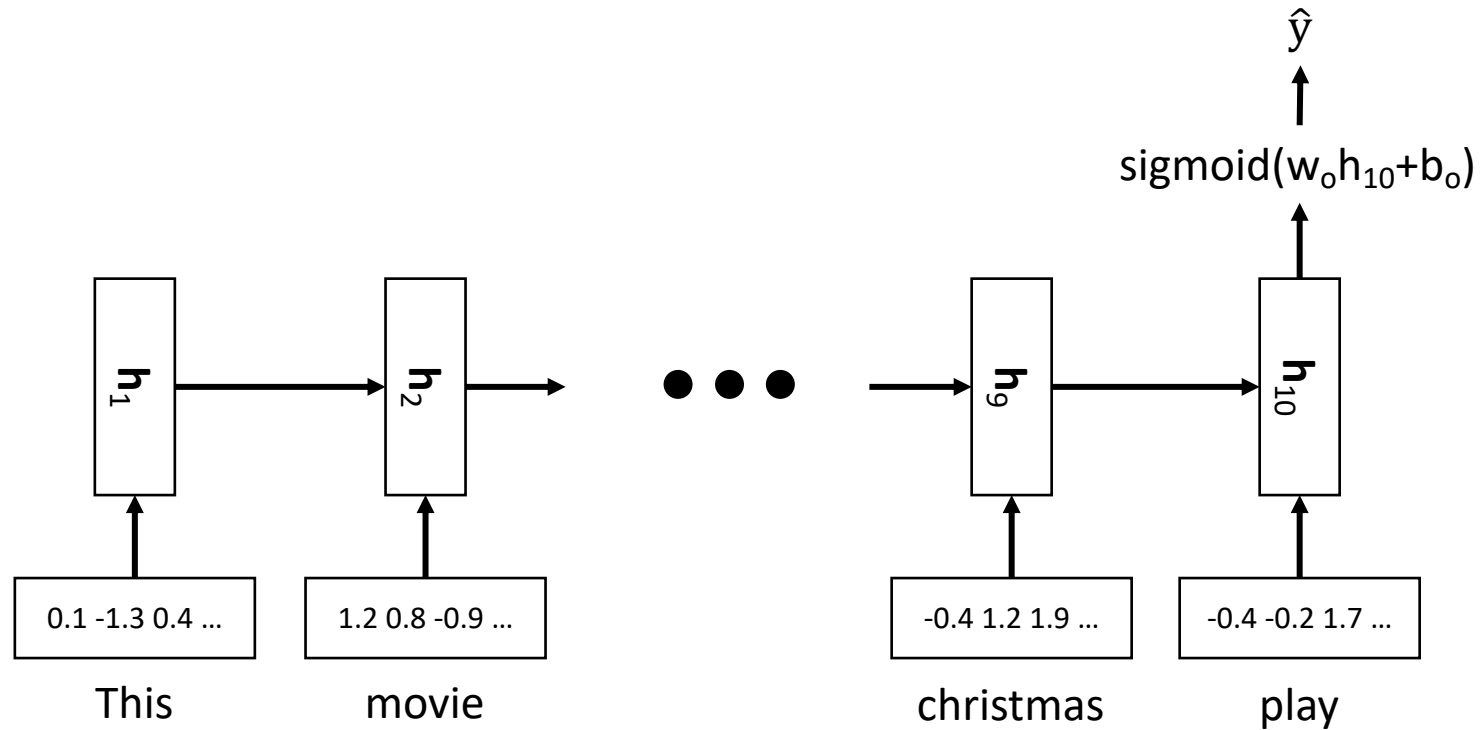 ŷ
sigmoid(wₒh₁₀+bₒ)
h₁ h₂ h₉ h₁₀
0.1 -1.3 0.4 ... 1.2 0.8 -0.9 ... -0.4 1.2 1.9 ... -0.4 -0.2 1.7 ...
This movie christmas play